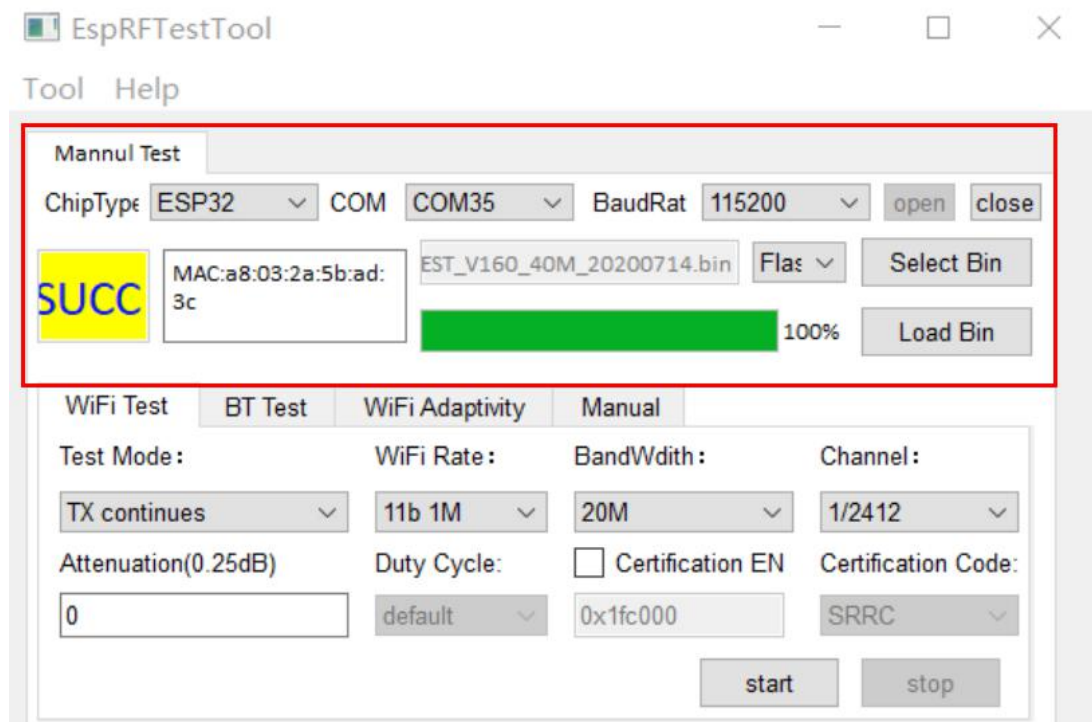 EspRFTestTool
Tool Help
Mannul Test
ChipType ESP32 COM COM35 BaudRat 115200 open close
SUCC
MAC:a8:03:2a:5b:ad:
3c
EST_V160_40M_20200714.bin Flas Select Bin
100% Load Bin
WiFi Test BT Test WiFi Adaptivity Manual
Test Mode: WiFi Rate: BandWdith: Channel:
TX continues 11b 1M 20M 1/2412
Attenuation(0.25dB) Duty Cycle: Certification EN Certification Code:
0 default 0x1fc000 SRRC
start stop